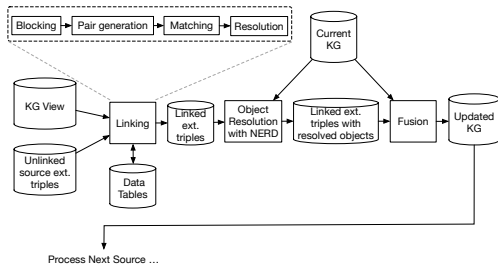 Blocking
Pair generation
Matching
Resolution
Current
KG
KG View
Linking
Linked
ext.
triples
Object
Resolution
with NERD
Linked ext.
triples with
resolved objects
Fusion
Updated
KG
Unlinked
source ext.
triples
Data
Tables
Process Next Source ...